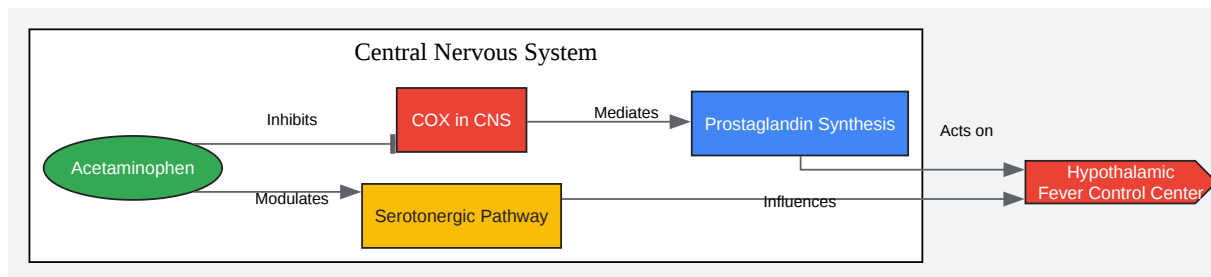 Central Nervous System
Inhibits
COX in CNS
Mediates
Prostaglandin Synthesis
Acts on
Acetaminophen
Modulates
Serotonergic Pathway
Influences
Hypothalamic
Fever Control Center